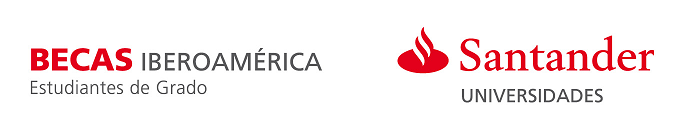 BECAS IBEROAMÉRICA
Estudiantes de Grado
Santander
UNIVERSIDADES